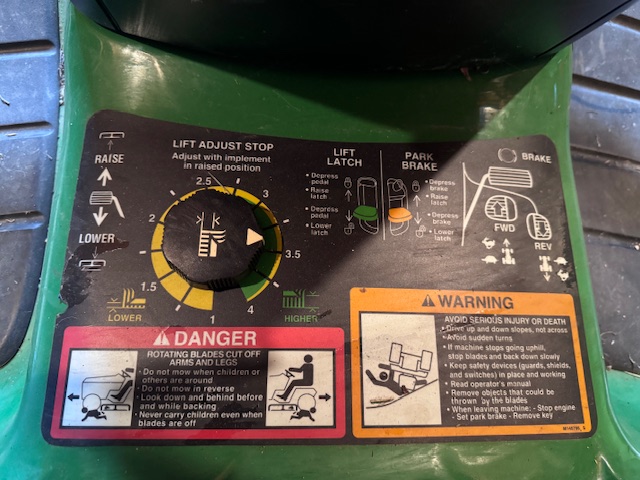 RAISE
LOWER
LIFT ADJUST STOP
Adjust with implement
in raised position
1
1.5
2
2.5
3
3.5
4
LOWER
HIGHER
LIFT
LATCH
• Depress
pedal
• Raise
latch
• Depress
pedal
• Lower
latch
PARK
BRAKE
• Depress
brake
• Raise
latch
• Depress
brake
• Lower
latch
BRAKE
FWD
REV
DANGER
ROTATING BLADES CUT OFF
ARMS AND LEGS
• Do not mow when children or
others are around
• Do not mow in reverse
• Look down and behind before
and while backing
• Never carry children even when
blades are off
WARNING
AVOID SERIOUS INJURY OR DEATH
• Drive up and down slopes, not across
• Avoid sudden turns
• If machine stops going uphill,
stop blades and back down slowly
• Keep safety devices (guards, shields,
and switches) in place and working
• Read operator's manual
• Remove objects that could be
thrown by the blades
• When leaving machine: - Stop engine
- Set park brake - Remove key